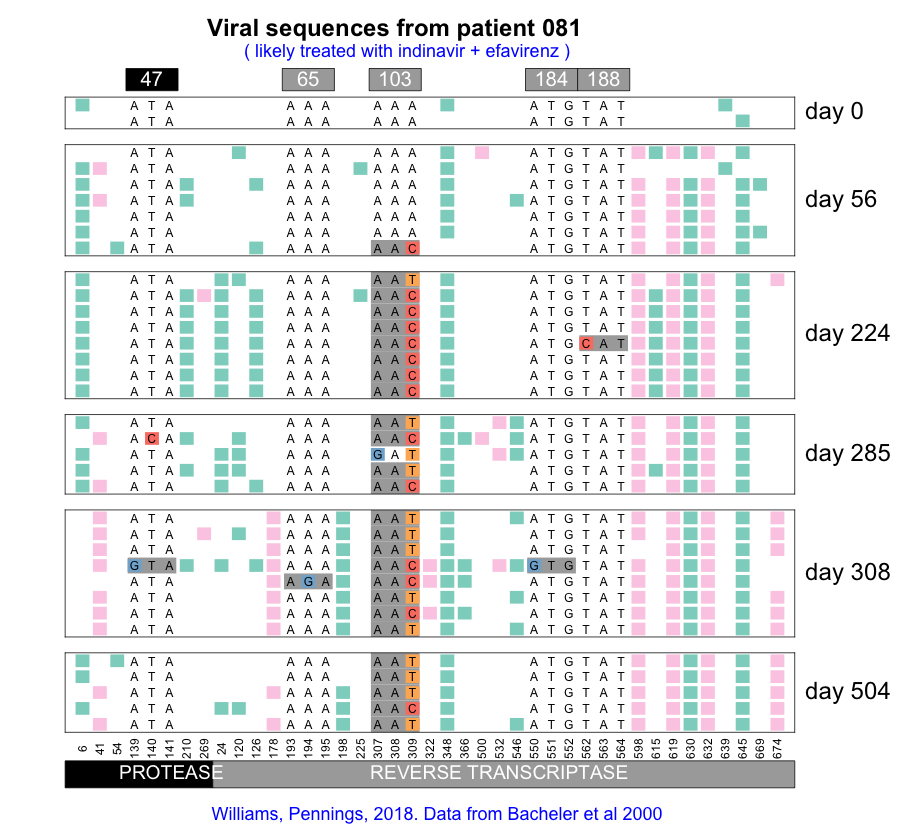 Viral sequences from patient 081
( likely treated with indinavir + efavirenz )
47 65 103 184 188
A T A A A A A A A A T G T A T
A T A A A A A A A A T G T A T
day 0
A T A A A A A A A A T G T A T
A T A A A A A A A A T G T A T
A T A A A A A A A A T G T A T
A T A A A A A A A A T G T A T
A T A A A A A A A A T G T A T
A T A A A A A A A A T G T A T
A T A A A A A A C A T G T A T
day 56
A T A A A A A A T A T G T A T
A T A A A A A A C A T G T A T
A T A A A A A A C A T G T A T
A T A A A A A A C A T G T A T
A T A A A A A A C A T G C A T
A T A A A A A A C A T G T A T
A T A A A A A A C A T G T A T
A T A A A A A A C A T G T A T
day 224
A T A A A A A A T A T G T A T
A C A A A A A A C A T G T A T
A T A A A A G A T A T G T A T
A T A A A A A A T A T G T A T
A T A A A A A A C A T G T A T
day 285
A T A A A A A A T A T G T A T
A T A A A A A A T A T G T A T
A T A A A A A A T A T G T A T
G T A A A A A A C G T G T A T
A T A A G A A A C A T G T A T
A T A A A A A A T A T G T A T
A T A A A A A A C A T G T A T
A T A A A A A A T A T G T A T
day 308
A T A A A A A A T A T G T A T
A T A A A A A A T A T G T A T
A T A A A A A A T A T G T A T
A T A A A A A A C A T G T A T
A T A A A A A A T A T G T A T
day 504
6 41 54 139 140 141 210 269 24 120 126 178 193 194 195 198 225 307 308 309 322 348 366 500 532 546 550 551 552 562 563 564 598 615 619 630 632 639 645 669 674
PROTEASE REVERSE TRANSCRIPTASE
Williams, Pennings, 2018. Data from Bacheler et al 2000